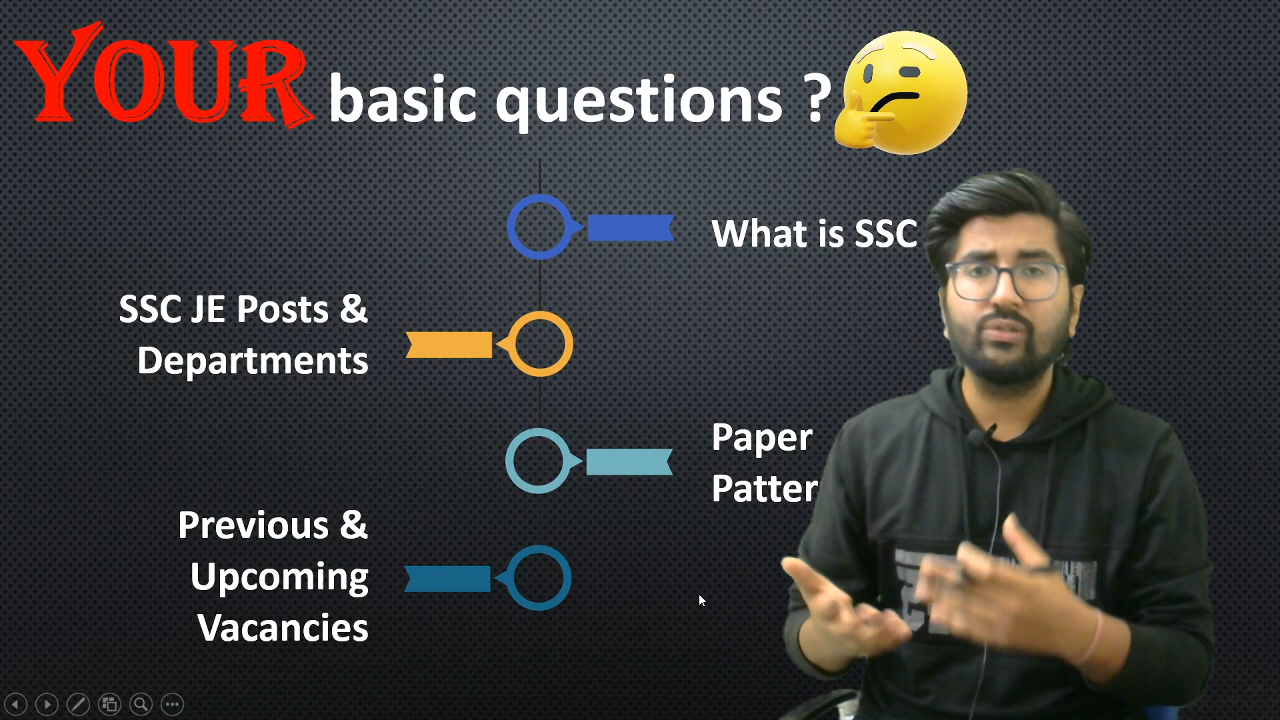 YOUR basic questions ?
What is SSC
SSC JE Posts &
Departments
Paper
Patter
Previous &
Upcoming
Vacancies